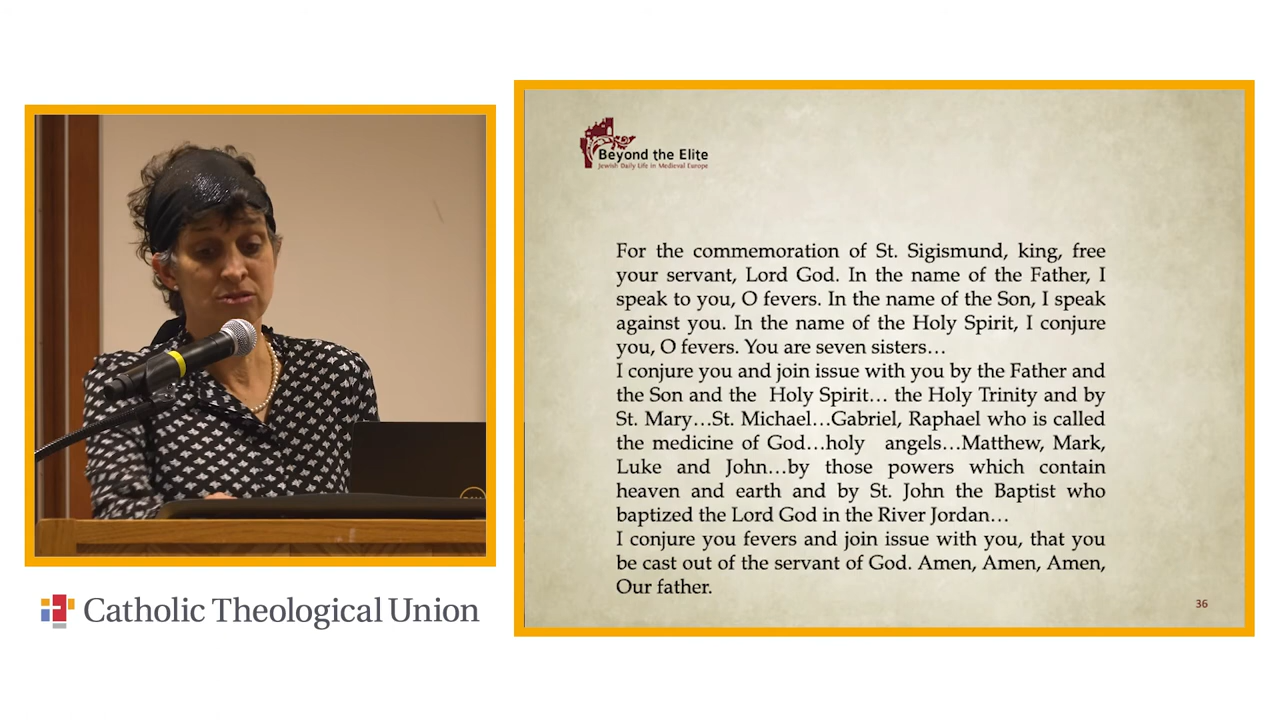 Beyond the Elite
Jewish Daily Life in Medieval Europe
For the commemoration of St. Sigismund, king, free
your servant, Lord God. In the name of the Father, I
speak to you, O fevers. In the name of the Son, I speak
against you. In the name of the Holy Spirit, I conjure
you, O fevers. You are seven sisters…
I conjure you and join issue with you by the Father and
the Son and the Holy Spirit… the Holy Trinity and by
St. Mary…St. Michael…Gabriel, Raphael who is called
the medicine of God…holy angels…Matthew, Mark,
Luke and John…by those powers which contain
heaven and earth and by St. John the Baptist who
baptized the Lord God in the River Jordan…
I conjure you fevers and join issue with you, that you
be cast out of the servant of God. Amen, Amen, Amen,
Our father.
36
Catholic Theological Union